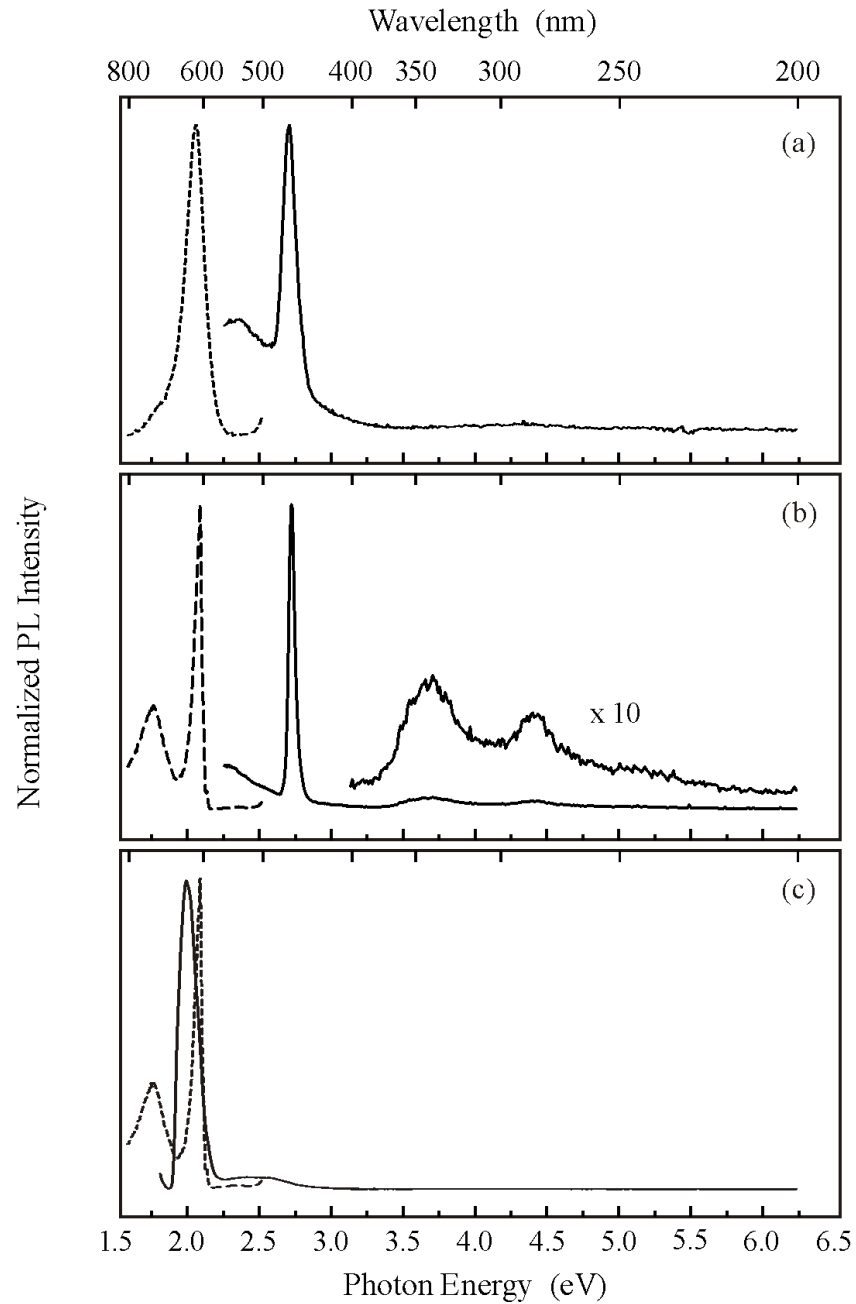 Wavelength (nm)
800 600 500 400 350 300 250 200
(a)
Normalized PL Intensity
(b)
x 10
(c)
1.5 2.0 2.5 3.0 3.5 4.0 4.5 5.0 5.5 6.0 6.5
Photon Energy (eV)